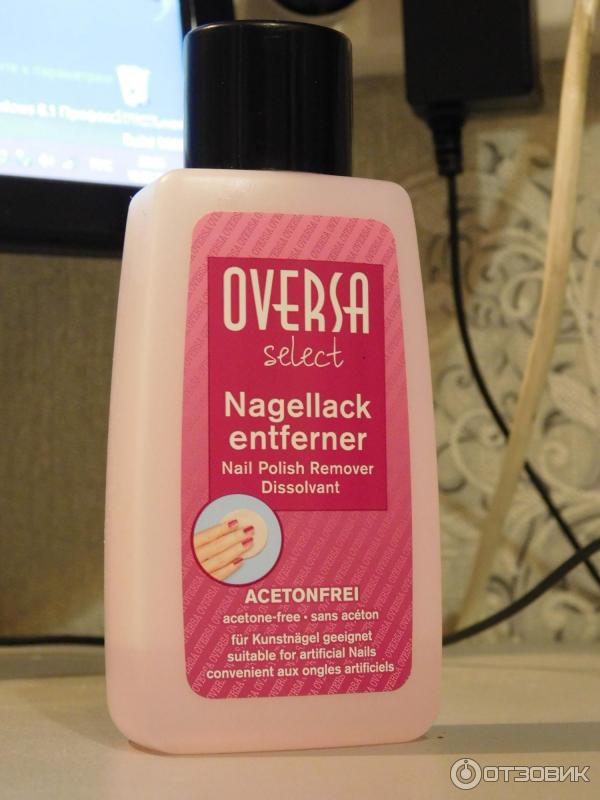 OVERSA
select
Nagellack
entferner
Nail Polish Remover
Dissolvant
ACETONFREI
acetone-free · sans acéton
für Kunstnägel geeignet
suitable for artificial Nails
convenient aux ongles artificiels
ОТЗОВИК